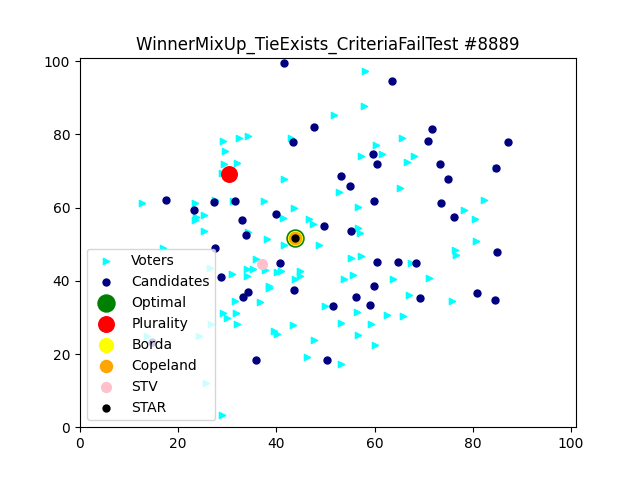 WinnerMixUp_TieExists_CriteriaFailTest #8889
100
80
60
40
20
0
0 20 40 60 80 100
Voters
Candidates
Optimal
Plurality
Borda
Copeland
STV
STAR